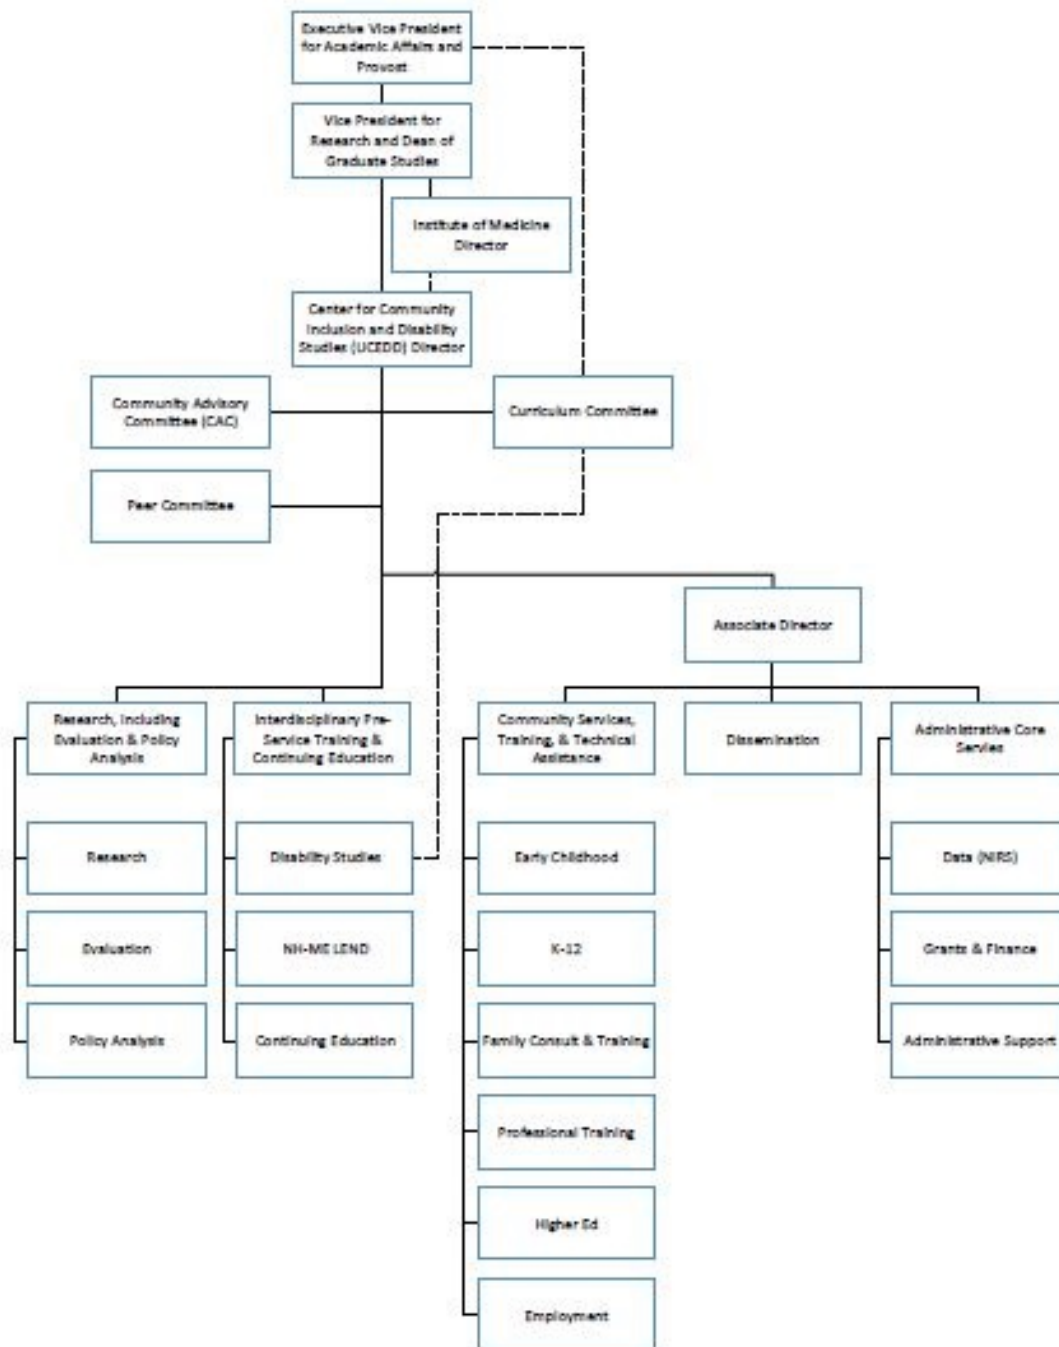 Executive Vice President
for Academic Affairs and
Provost
Vice President for
Research and Dean of
Graduate Studies
Institute of Medicine
Director
Center for Community
Inclusion and Disability
Studies (UCEDD) Director
Community Advisory
Committee (CAC)
Curriculum Committee
Peer Committee
Associate Director
Research, Including
Evaluation & Policy
Analysis
Interdisciplinary Pre-
Service Training &
Continuing Education
Community Services,
Training, & Technical
Assistance
Dissemination
Administrative Core
Servies
Research
Disability Studies
Early Childhood
Data (NIRS)
Evaluation
NH-ME LEND
K-12
Grants & Finance
Policy Analysis
Continuing Education
Family Consult & Training
Administrative Support
Professional Training
Higher Ed
Employment